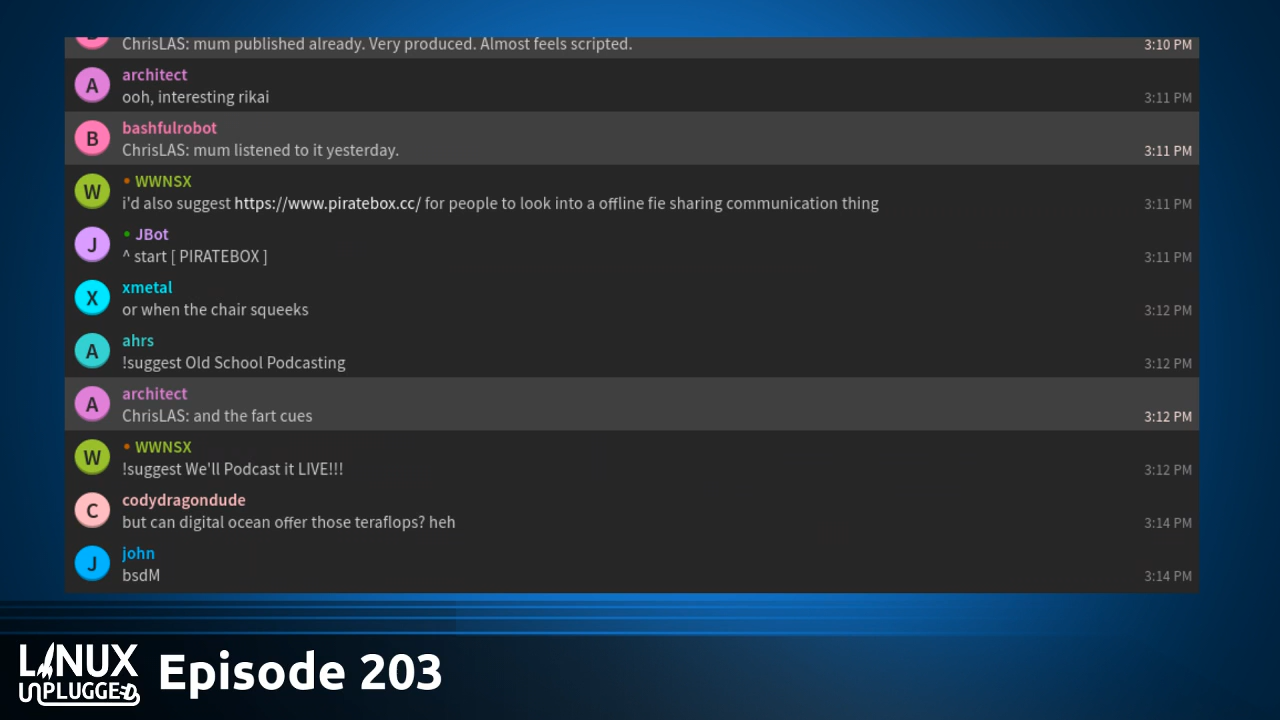 ChrisLAS: mum published already. Very produced. Almost feels scripted. 3:10 PM
A architect
ooh, interesting rikai 3:11 PM
B bashfulrobot
ChrisLAS: mum listened to it yesterday. 3:11 PM
W • WWNSX
i'd also suggest https://www.piratebox.cc/ for people to look into a offline fie sharing communication thing 3:11 PM
J • JBot
^ start [ PIRATEBOX ] 3:11 PM
X xmetal
or when the chair squeeks 3:12 PM
A ahrs
!suggest Old School Podcasting 3:12 PM
A architect
ChrisLAS: and the fart cues 3:12 PM
W • WWNSX
!suggest We'll Podcast it LIVE!!! 3:12 PM
C codydragondude
but can digital ocean offer those teraflops? heh 3:14 PM
J john
bsdM 3:14 PM
LINUX
UNPLUGGED
Episode 203